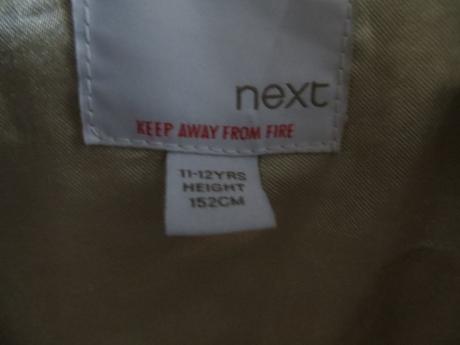 next
KEEP AWAY FROM FIRE
11-12YRS
HEIGHT
152CM